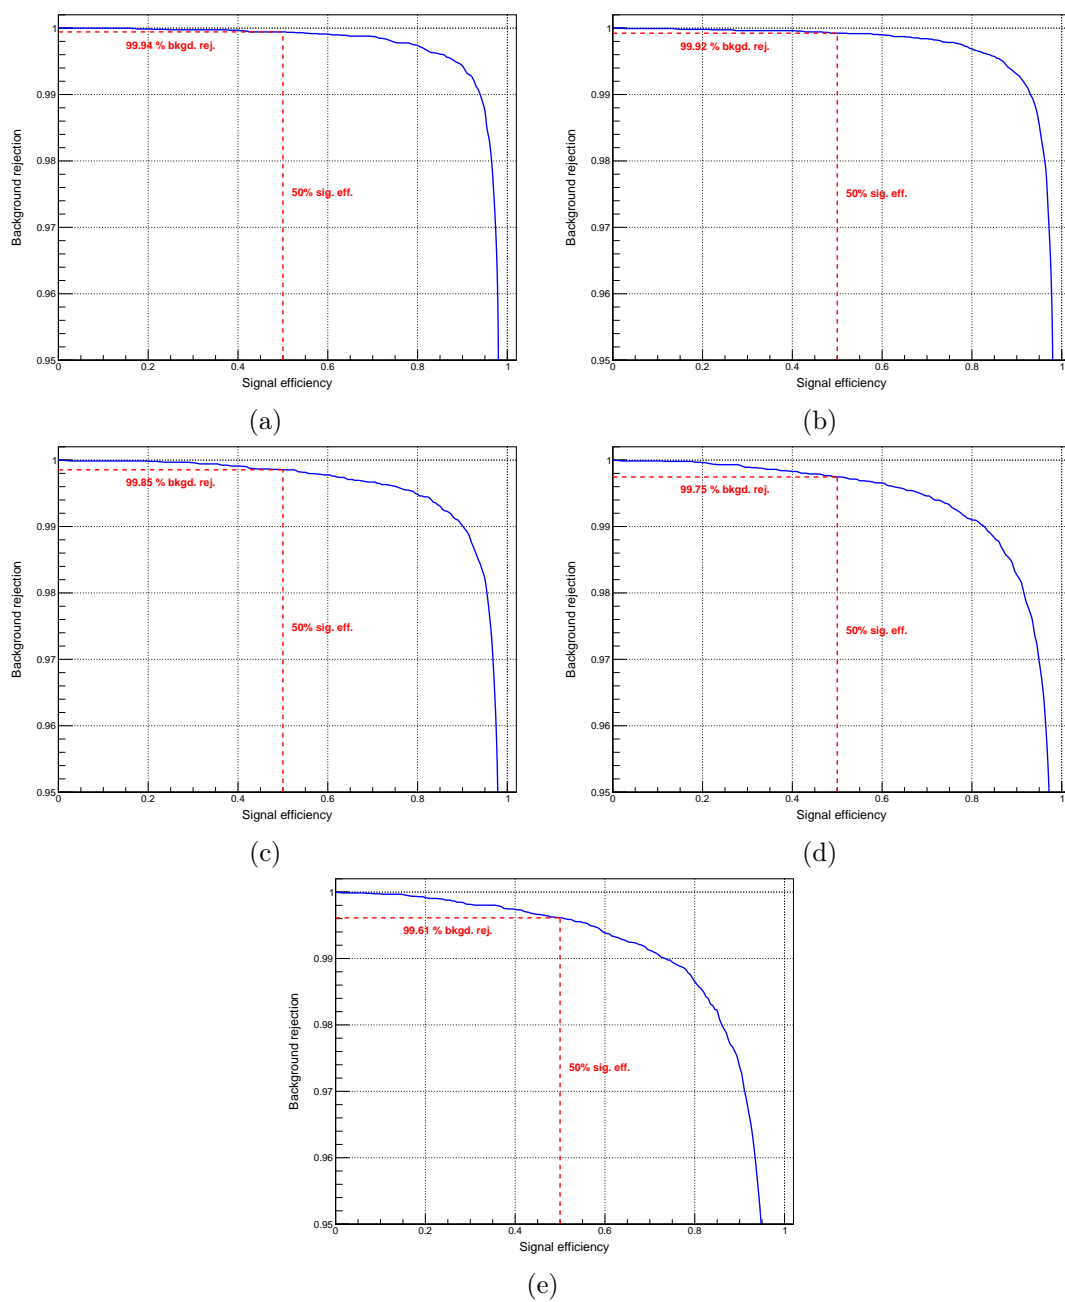 1
0.99
0.98
0.97
0.96
0.95
0
0.2
0.4
0.6
0.8
1
Background rejection
Signal efficiency
99.94 % bkgd. rej.
50% sig. eff.
(a)
1
0.99
0.98
0.97
0.96
0.95
0
0.2
0.4
0.6
0.8
1
Background rejection
Signal efficiency
99.92 % bkgd. rej.
50% sig. eff.
(b)
1
0.99
0.98
0.97
0.96
0.95
0
0.2
0.4
0.6
0.8
1
Background rejection
Signal efficiency
99.85 % bkgd. rej.
50% sig. eff.
(c)
1
0.99
0.98
0.97
0.96
0.95
0
0.2
0.4
0.6
0.8
1
Background rejection
Signal efficiency
99.75 % bkgd. rej.
50% sig. eff.
(d)
1
0.99
0.98
0.97
0.96
0.95
0
0.2
0.4
0.6
0.8
1
Background rejection
Signal efficiency
99.61 % bkgd. rej.
50% sig. eff.
(e)